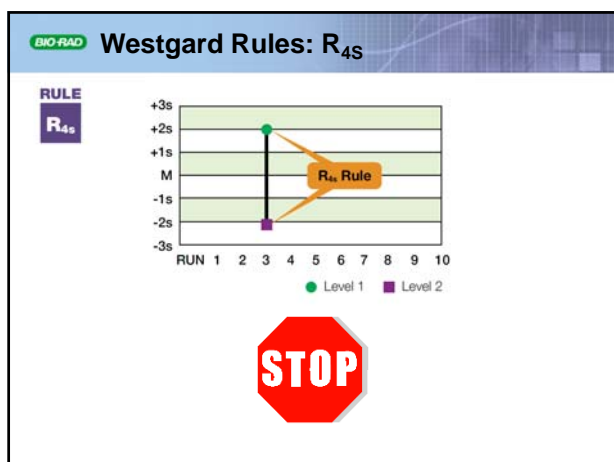 BIO-RAD Westgard Rules: R4S
RULE
R4s
+3s
+2s
+1s
M
-1s
-2s
-3s
R4s Rule
RUN 1 2 3 4 5 6 7 8 9 10
Level 1 Level 2
STOP